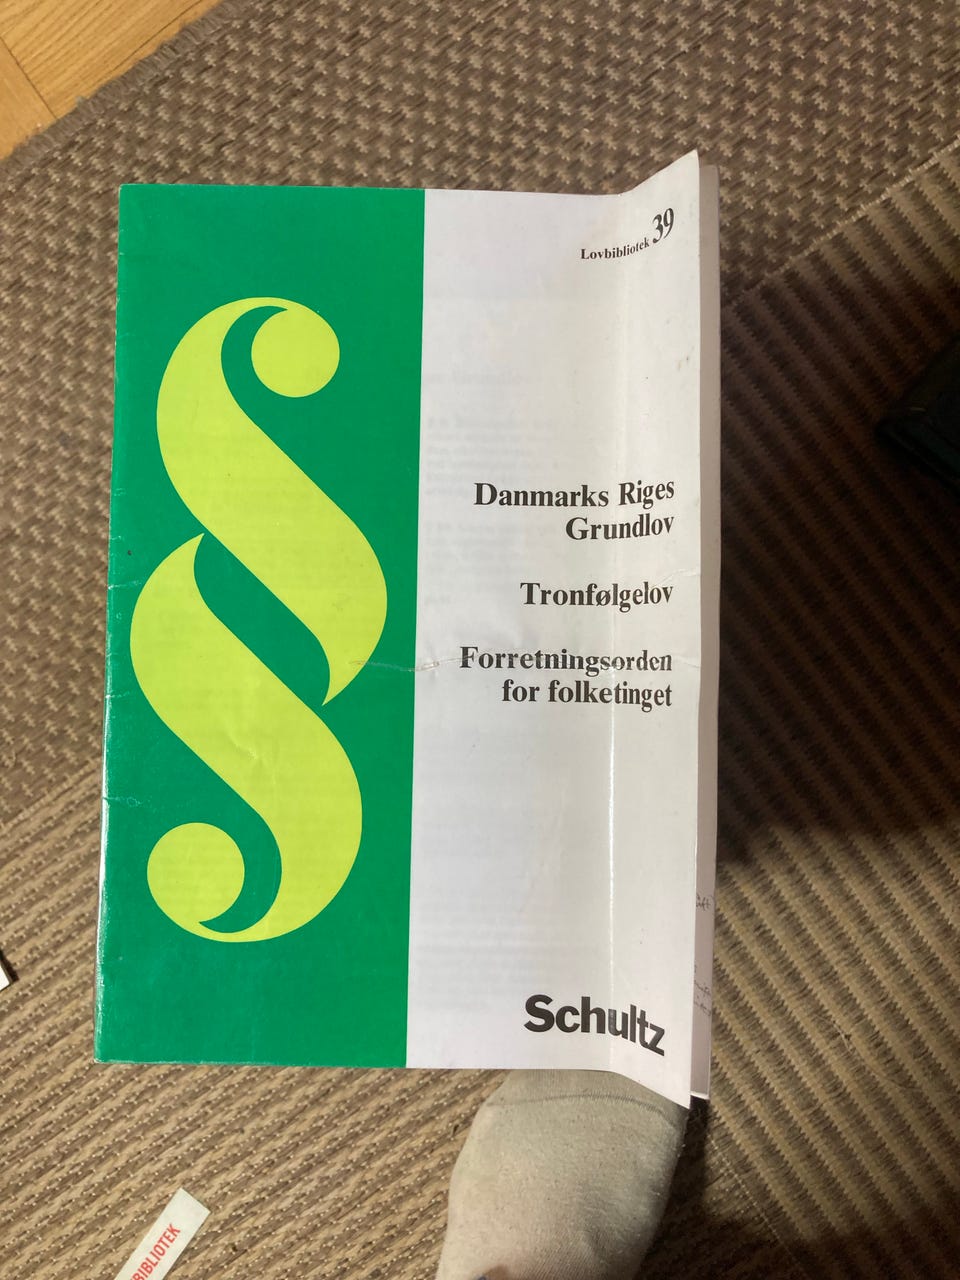 Lovbibliotek 39
Danmarks Riges
Grundlov
Tronfølgelov
Forretningsorden
for folketinget
Schultz
BIBLIOTEK